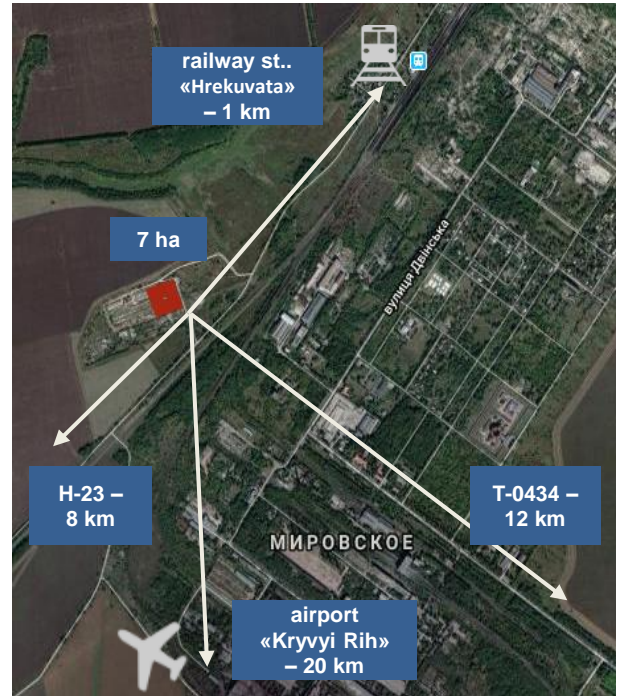 railway st..
«Hrekuvata»
– 1 km
7 ha
вулиця Двінська
H-23 –
8 km
T-0434 –
12 km
МИРОВСКОЕ
airport
«Kryvyi Rih»
– 20 km